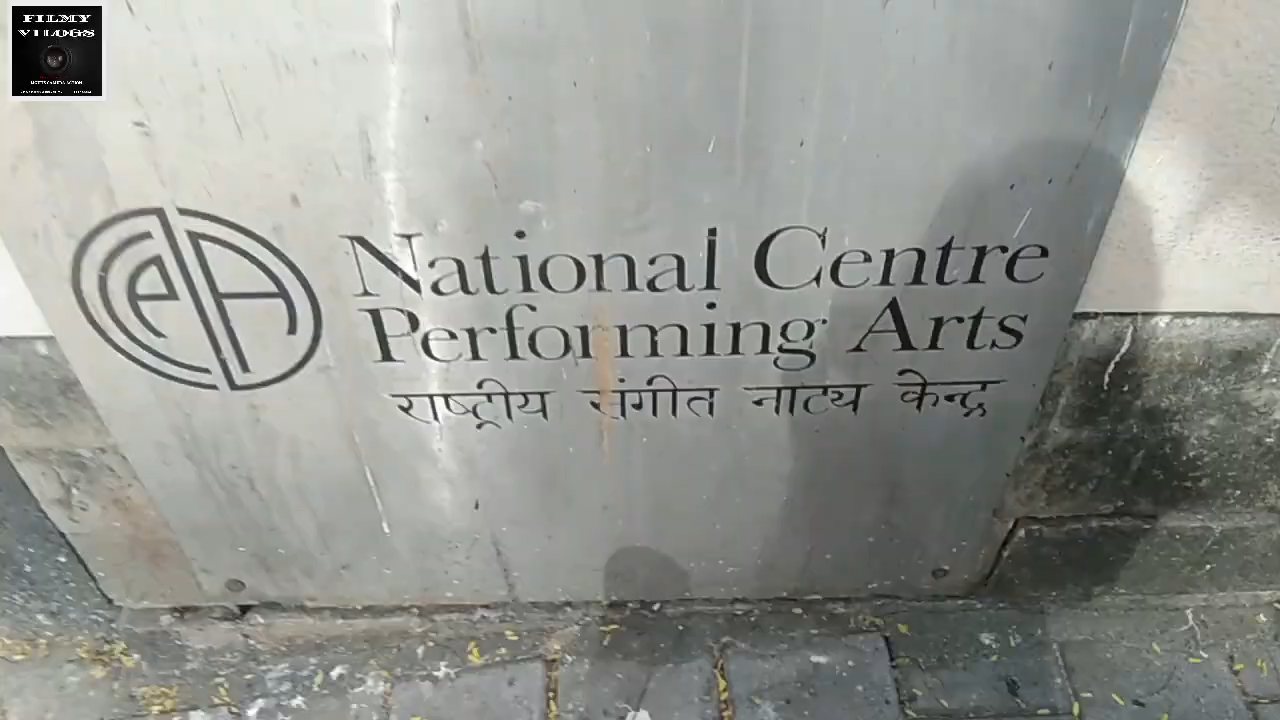 FILMY
VLOGS
National Centre
Performing Arts
राष्ट्रीय संगीत नाट्य केन्द्र